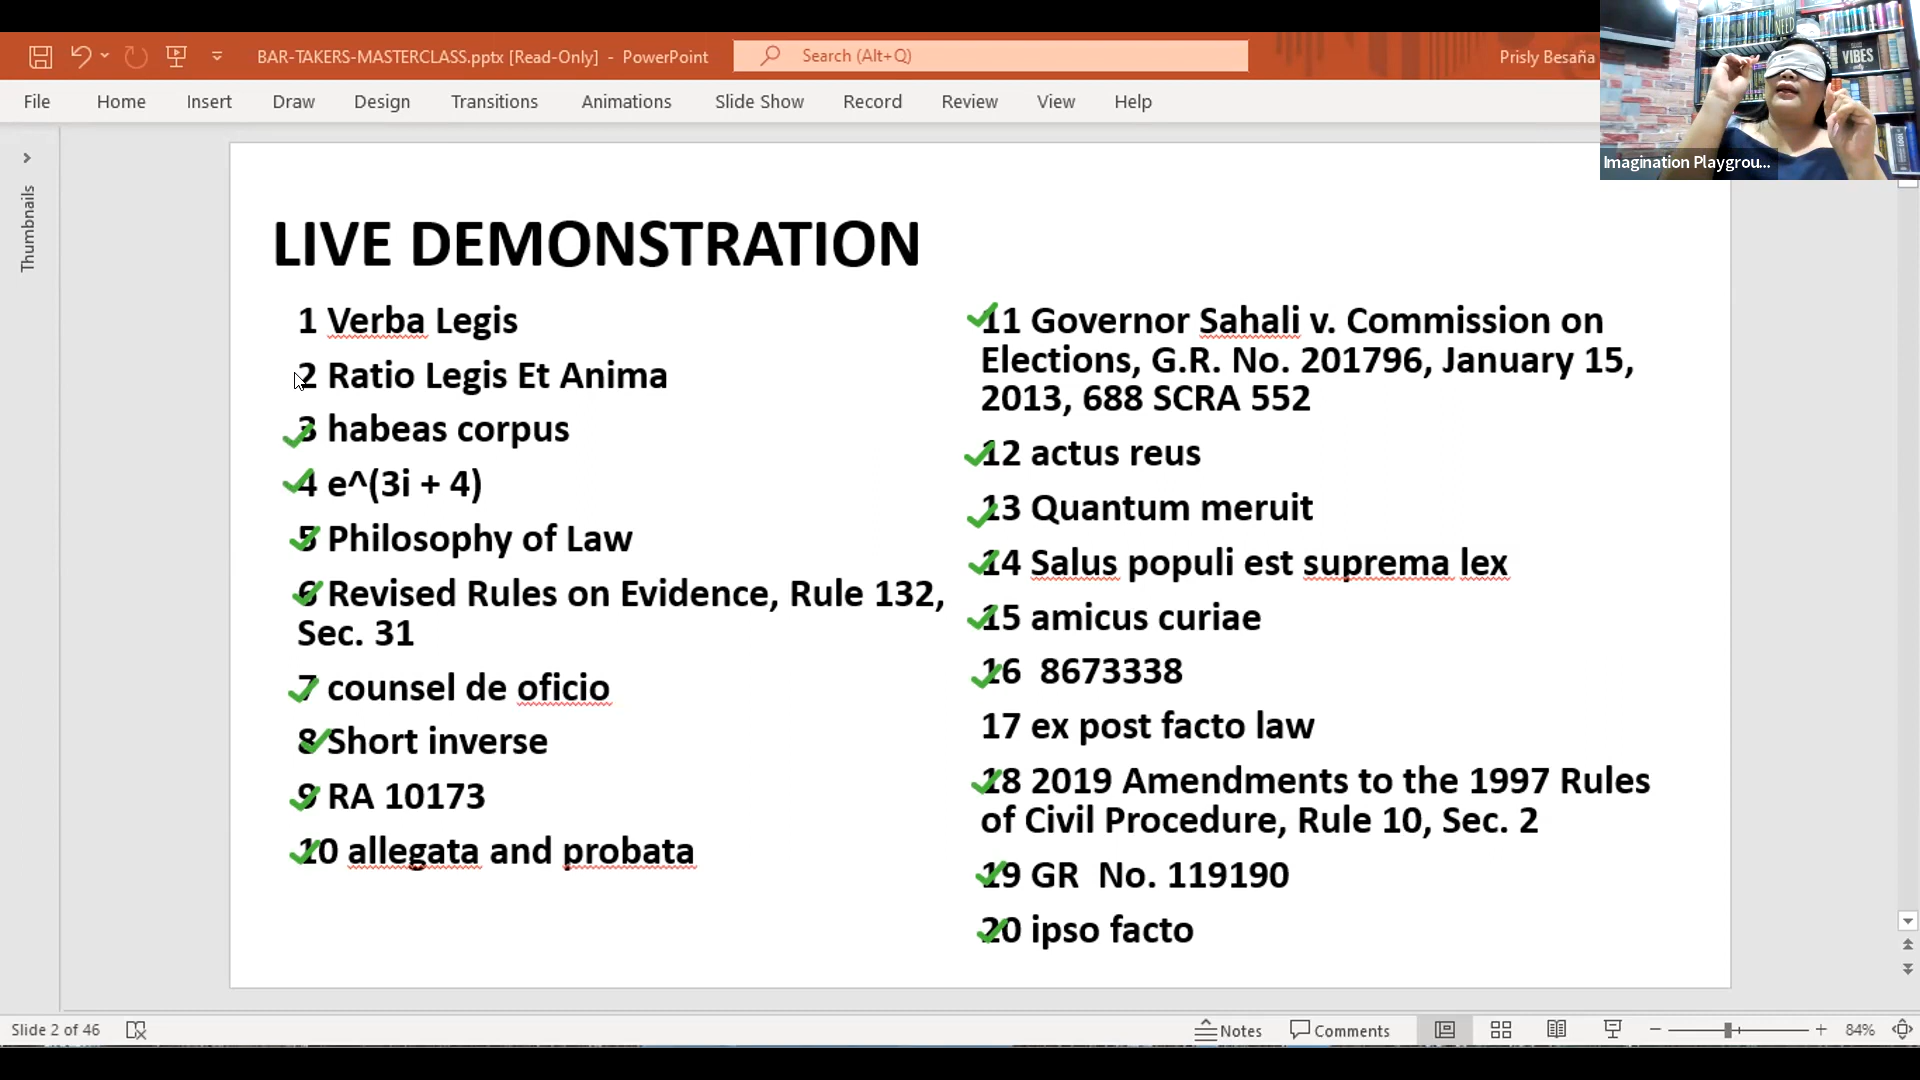 BAR-TAKERS-MASTERCLASS.pptx [Read-Only] - PowerPoint
Search (Alt+Q)
Prisly Besaña
File Home Insert Draw Design Transitions Animations Slide Show Record Review View Help
VIBES
Imagination Playgrou...
Thumbnails
LIVE DEMONSTRATION
1 Verba Legis
2 Ratio Legis Et Anima
3 habeas corpus
4 e^(3i + 4)
5 Philosophy of Law
6 Revised Rules on Evidence, Rule 132,
Sec. 31
7 counsel de oficio
8 Short inverse
9 RA 10173
10 allegata and probata
11 Governor Sahali v. Commission on
Elections, G.R. No. 201796, January 15,
2013, 688 SCRA 552
12 actus reus
13 Quantum meruit
14 Salus populi est suprema lex
15 amicus curiae
16 8673338
17 ex post facto law
18 2019 Amendments to the 1997 Rules
of Civil Procedure, Rule 10, Sec. 2
19 GR No. 119190
20 ipso facto
Slide 2 of 46
Notes
Comments
84%